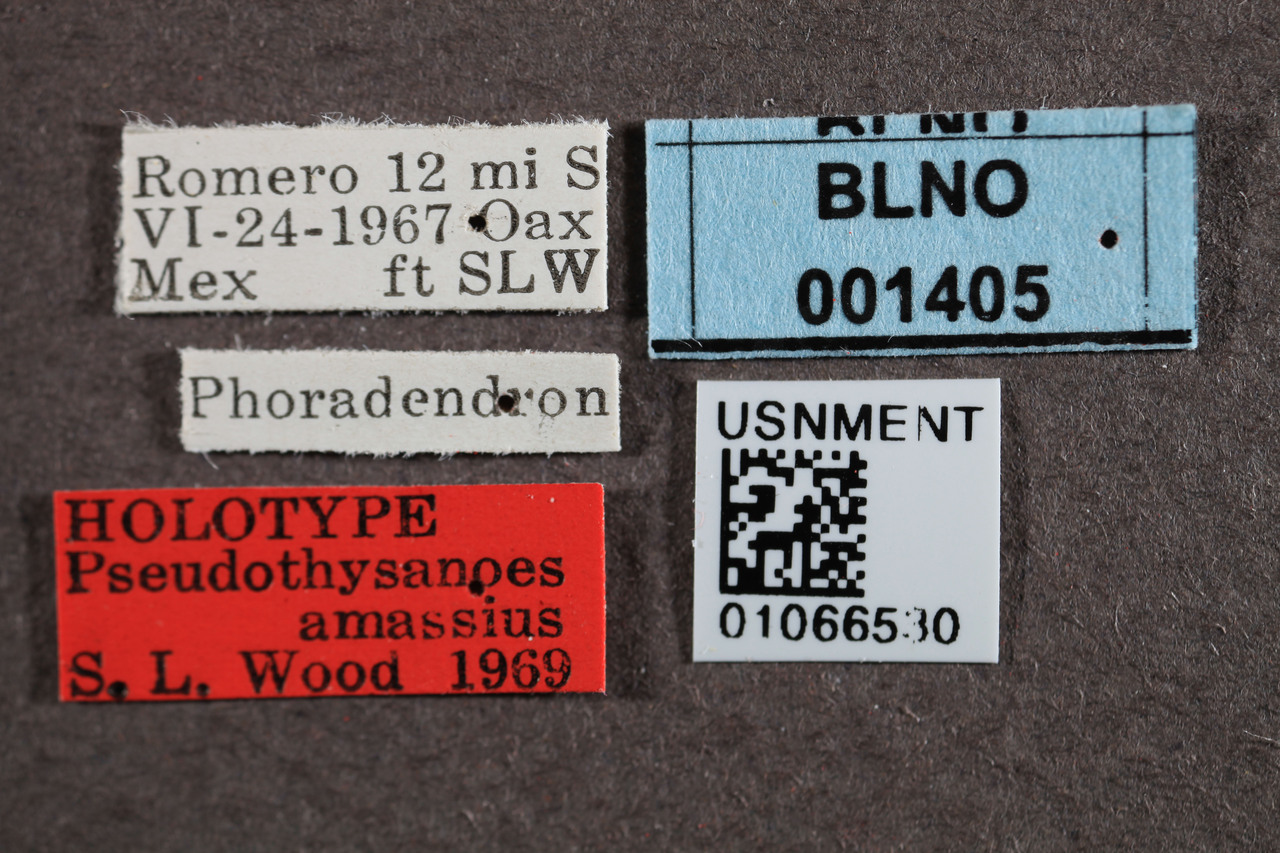 Romero 12 mi S
VI-24-1967 Oax
Mex ft SLW
Phoradendron
HOLOTYPE
Pseudothysanoes
amassius
S. L. Wood 1969
BLNO
001405
USNMENT
01066530